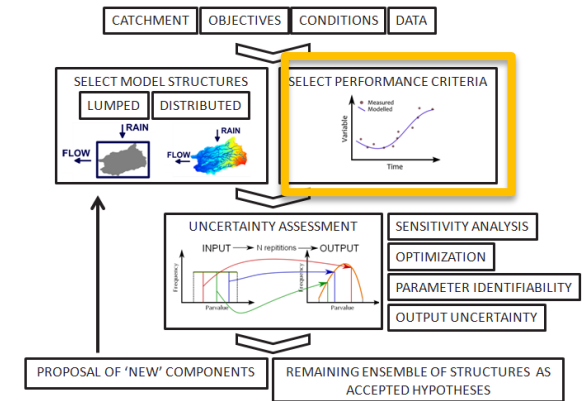 CATCHMENT
OBJECTIVES
CONDITIONS
DATA
SELECT MODEL STRUCTURES
LUMPED
DISTRIBUTED
RAIN
FLOW
RAIN
FLOW
SELECT PERFORMANCE CRITERIA
Measured
Modelled
Variable
Time
UNCERTAINTY ASSESSMENT
INPUT
N repititions
OUTPUT
Frequency
Parvalue
Frequency
Parvalue
SENSITIVITY ANALYSIS
OPTIMIZATION
PARAMETER IDENTIFIABILITY
OUTPUT UNCERTAINTY
PROPOSAL OF ‘NEW’ COMPONENTS
REMAINING ENSEMBLE OF STRUCTURES AS
ACCEPTED HYPOTHESES